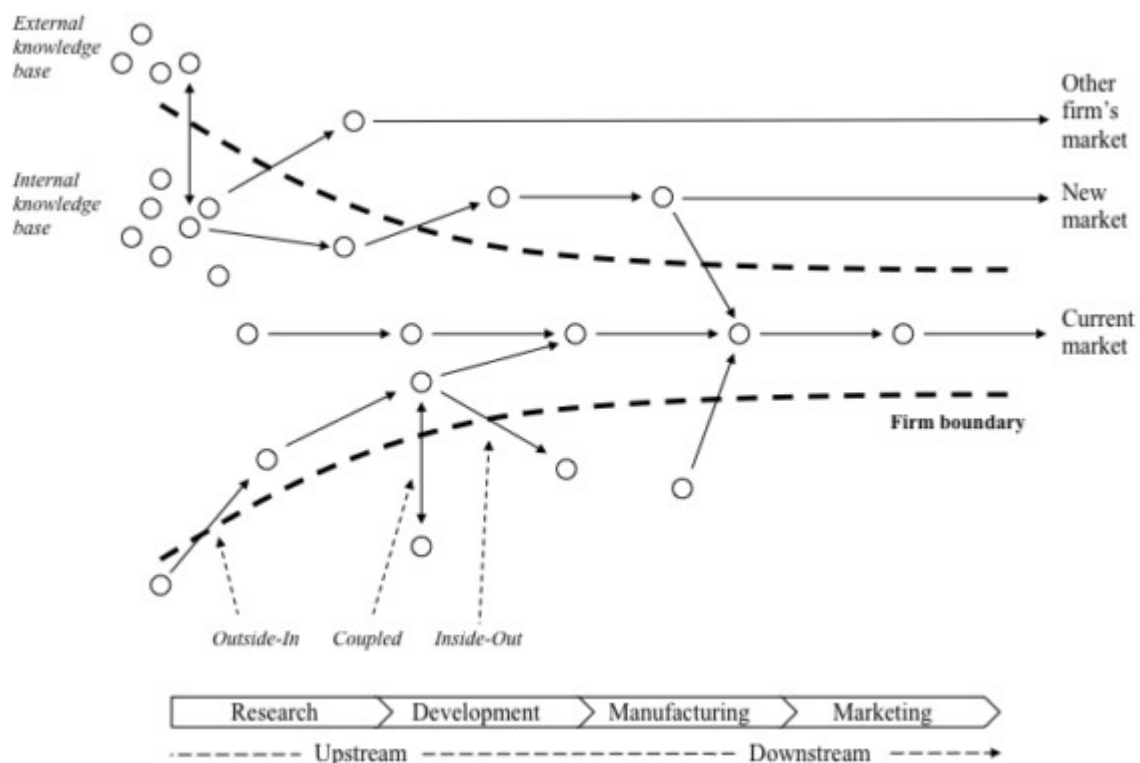 External
knowledge
base
Other
firm's
market
Internal
knowledge
base
New
market
Current
market
Firm boundary
Outside-In
Coupled
Inside-Out
Research
Development
Manufacturing
Marketing
Upstream
Downstream